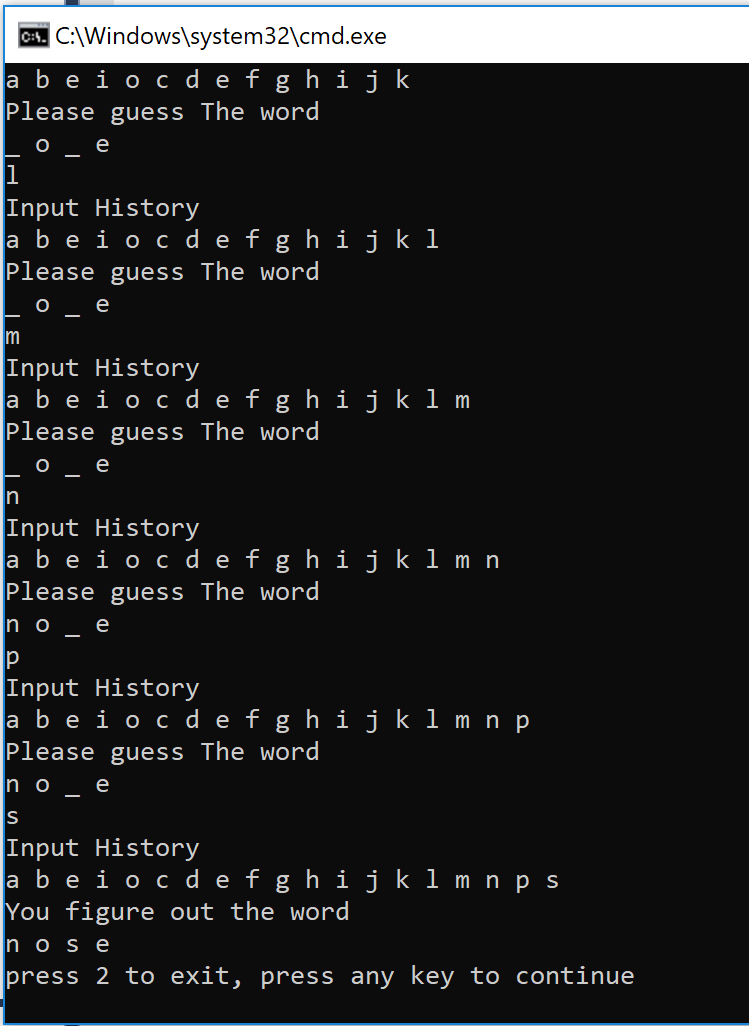 C:\Windows\system32\cmd.exe
a b e i o c d e f g h i j k
Please guess The word
_ o _ e
l
Input History
a b e i o c d e f g h i j k l
Please guess The word
_ o _ e
m
Input History
a b e i o c d e f g h i j k l m
Please guess The word
_ o _ e
n
Input History
a b e i o c d e f g h i j k l m n
Please guess The word
n o _ e
p
Input History
a b e i o c d e f g h i j k l m n p
Please guess The word
n o _ e
s
Input History
a b e i o c d e f g h i j k l m n p s
You figure out the word
n o s e
press 2 to exit, press any key to continue